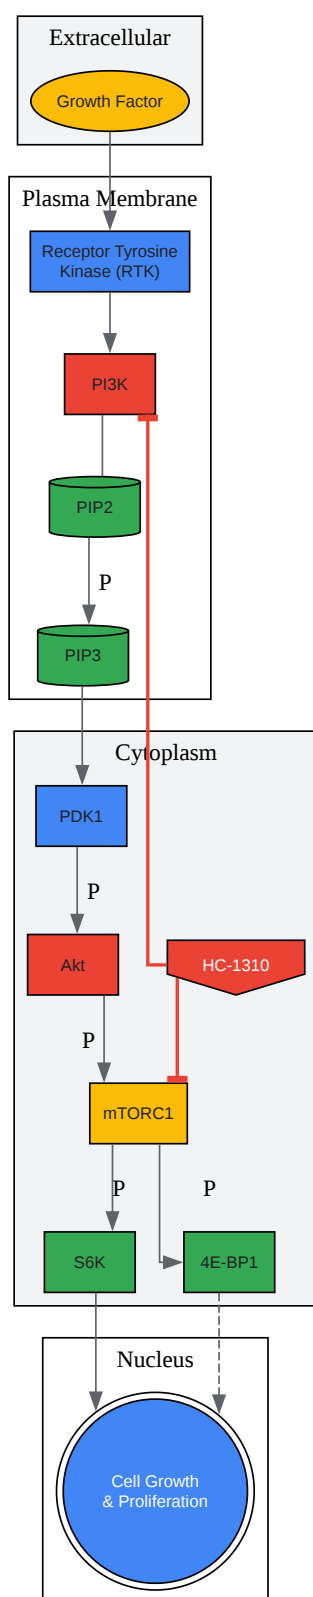 Extracellular
Growth Factor
Plasma Membrane
Receptor Tyrosine
Kinase (RTK)
PI3K
PIP2
P
PIP3
Cytoplasm
PDK1
P
Akt
HC-1310
P
mTORC1
P
P
S6K
4E-BP1
Nucleus
Cell Growth
& Proliferation